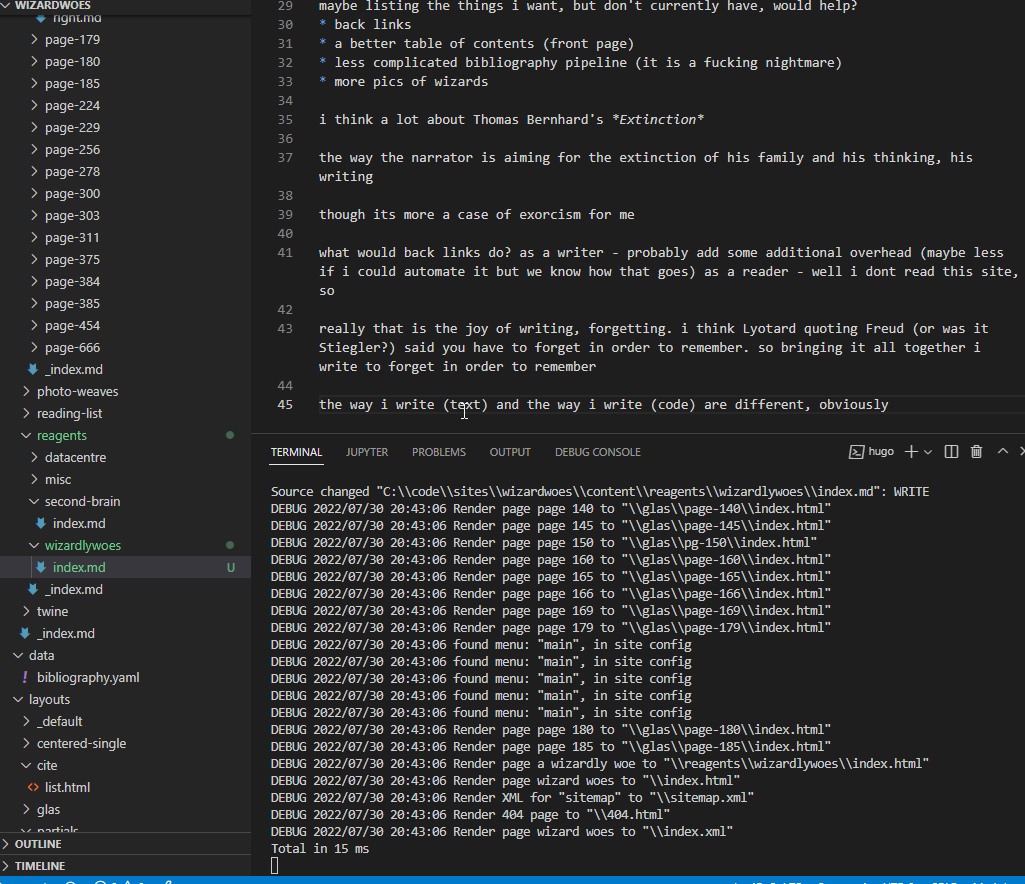 WIZARDWOES
right.md
page-179
page-180
page-185
page-224
page-229
page-256
page-278
page-300
page-303
page-311
page-375
page-384
page-385
page-454
page-666
_index.md
photo-weaves
reading-list
reagents
datacentre
misc
second-brain
index.md
wizardlywoes
index.md U
_index.md
twine
_index.md
data
! bibliography.yaml
layouts
_default
centered-single
cite
<> list.html
glas
partials
OUTLINE
TIMELINE
29 maybe listing the things i want, but don't currently have, would help?
30 * back links
31 * a better table of contents (front page)
32 * less complicated bibliography pipeline (it is a fucking nightmare)
33 * more pics of wizards
34
35 i think a lot about Thomas Bernhard's *Extinction*
36
37 the way the narrator is aiming for the extinction of his family and his thinking, his
writing
38
39 though its more a case of exorcism for me
40
41 what would back links do? as a writer - probably add some additional overhead (maybe less
if i could automate it but we know how that goes) as a reader - well i dont read this site,
so
42
43 really that is the joy of writing, forgetting. i think Lyotard quoting Freud (or was it
Stiegler?) said you have to forget in order to remember. so bringing it all together i
write to forget in order to remember
44
45 the way i write (text) and the way i write (code) are different, obviously
TERMINAL JUPYTER PROBLEMS OUTPUT DEBUG CONSOLE hugo
Source changed "C:\\code\\sites\\wizardwoes\\content\\reagents\\wizardlywoes\\index.md": WRITE
DEBUG 2022/07/30 20:43:06 Render page page 140 to "\\glas\\page-140\\index.html"
DEBUG 2022/07/30 20:43:06 Render page page 145 to "\\glas\\page-145\\index.html"
DEBUG 2022/07/30 20:43:06 Render page page 150 to "\\glas\\pg-150\\index.html"
DEBUG 2022/07/30 20:43:06 Render page page 160 to "\\glas\\page-160\\index.html"
DEBUG 2022/07/30 20:43:06 Render page page 165 to "\\glas\\page-165\\index.html"
DEBUG 2022/07/30 20:43:06 Render page page 166 to "\\glas\\page-166\\index.html"
DEBUG 2022/07/30 20:43:06 Render page page 169 to "\\glas\\page-169\\index.html"
DEBUG 2022/07/30 20:43:06 Render page page 179 to "\\glas\\page-179\\index.html"
DEBUG 2022/07/30 20:43:06 found menu: "main", in site config
DEBUG 2022/07/30 20:43:06 found menu: "main", in site config
DEBUG 2022/07/30 20:43:06 found menu: "main", in site config
DEBUG 2022/07/30 20:43:06 found menu: "main", in site config
DEBUG 2022/07/30 20:43:06 found menu: "main", in site config
DEBUG 2022/07/30 20:43:06 Render page page 180 to "\\glas\\page-180\\index.html"
DEBUG 2022/07/30 20:43:06 Render page page 185 to "\\glas\\page-185\\index.html"
DEBUG 2022/07/30 20:43:06 Render page a wizardly woe to "\\reagents\\wizardlywoes\\index.html"
DEBUG 2022/07/30 20:43:06 Render page wizard woes to "\\index.html"
DEBUG 2022/07/30 20:43:06 Render XML for "sitemap" to "\\sitemap.xml"
DEBUG 2022/07/30 20:43:06 Render 404 page to "\\404.html"
DEBUG 2022/07/30 20:43:06 Render page wizard woes to "\\index.xml"
Total in 15 ms